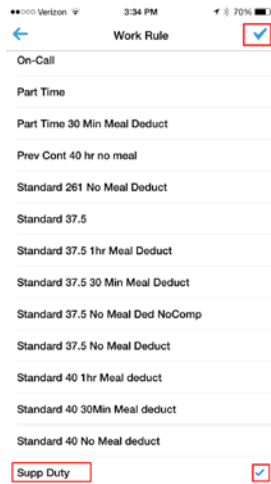 Verizon 3:34 PM 70%
Work Rule
On-Call
Part Time
Part Time 30 Min Meal Deduct
Prev Cont 40 hr no meal
Standard 261 No Meal Deduct
Standard 37.5
Standard 37.5 1hr Meal Deduct
Standard 37.5 30 Min Meal Deduct
Standard 37.5 No Meal Ded NoComp
Standard 37.5 No Meal Deduct
Standard 40 1hr Meal deduct
Standard 40 30Min Meal deduct
Standard 40 No Meal deduct
Supp Duty